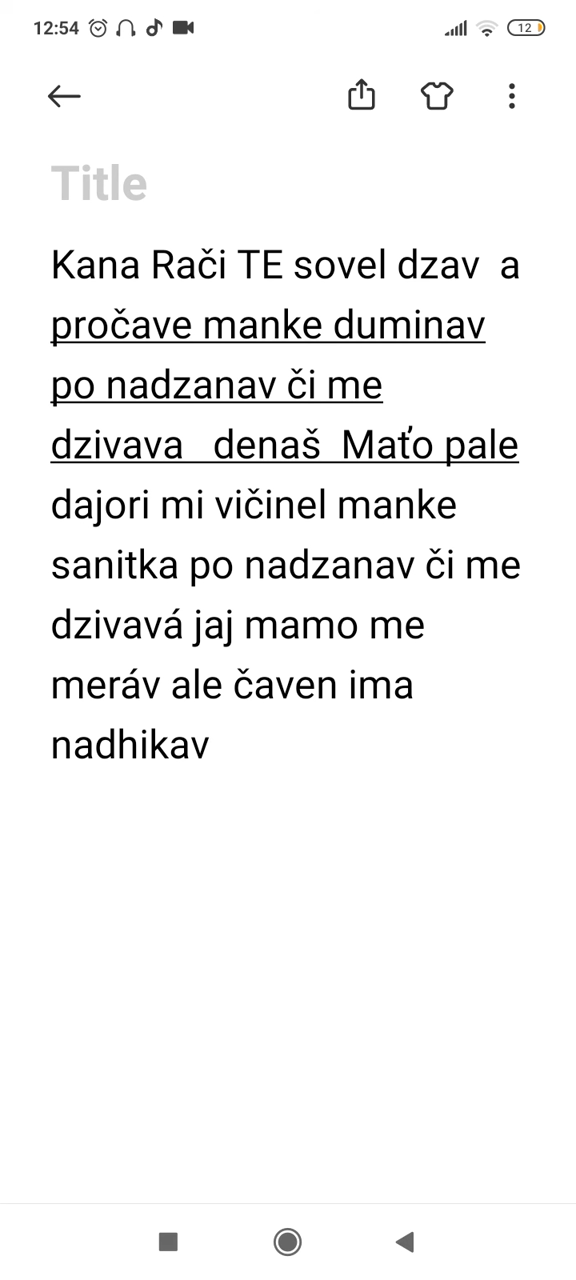 12:54
12
Title
Kana Rači TE sovel dzav  a
pročave manke duminav
po nadzanav či me
dzivava   denaš  Maťo pale
dajori mi vičinel manke
sanitka po nadzanav či me
dzivavá jaj mamo me
meráv ale čaven ima
nadhikav